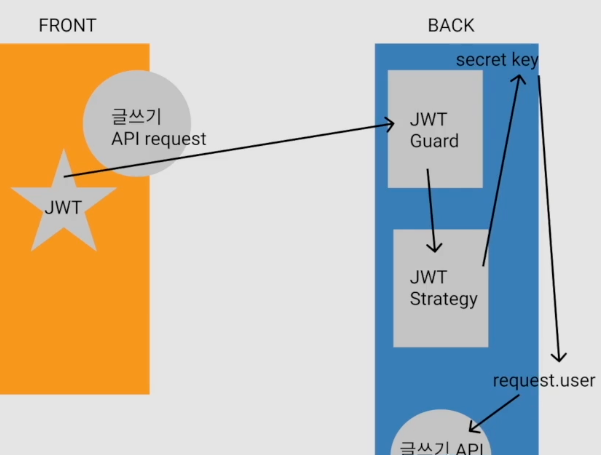 FRONT
BACK
secret key
글쓰기
API request
JWT
Guard
JWT
JWT
Strategy
request.user
글쓰기 API